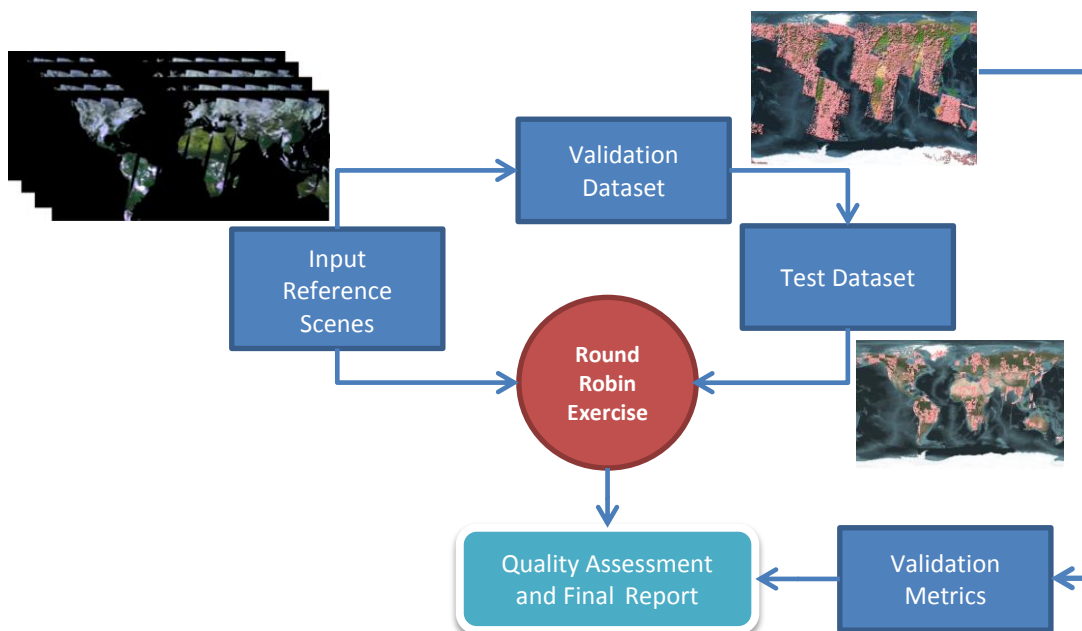 Validation
Dataset
Input
Reference
Scenes
Test Dataset
Round
Robin
Exercise
Quality Assessment
and Final Report
Validation
Metrics